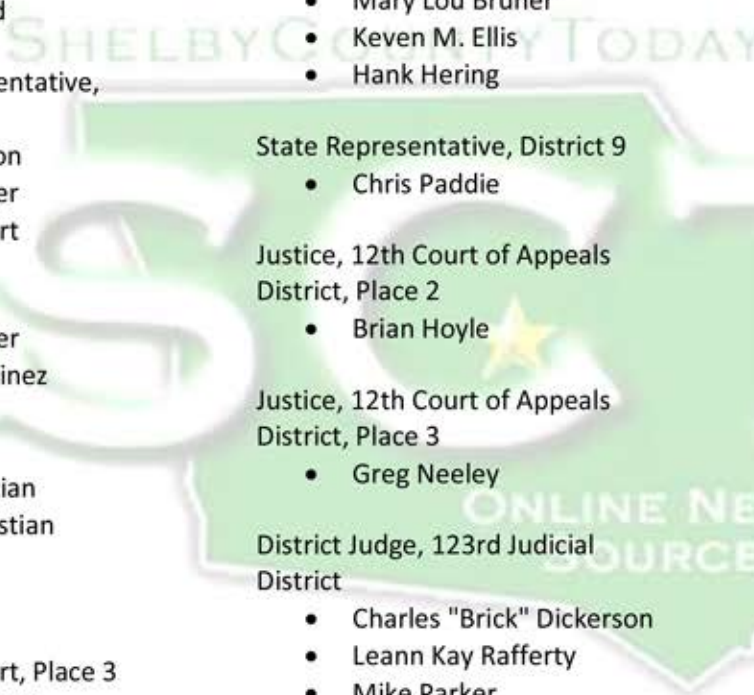 d
entative,
on
er
rt
er
inez
ian
stian
rt, Place 3
Mary Lou Bruner
• Keven M. Ellis
• Hank Hering
State Representative, District 9
• Chris Paddie
Justice, 12th Court of Appeals
District, Place 2
• Brian Hoyle
Justice, 12th Court of Appeals
District, Place 3
• Greg Neeley
District Judge, 123rd Judicial
District
• Charles "Brick" Dickerson
• Leann Kay Rafferty
• Mike Parker
SHELBYCOUNTYTODAY
SCT
ONLINE NE
SOURCE